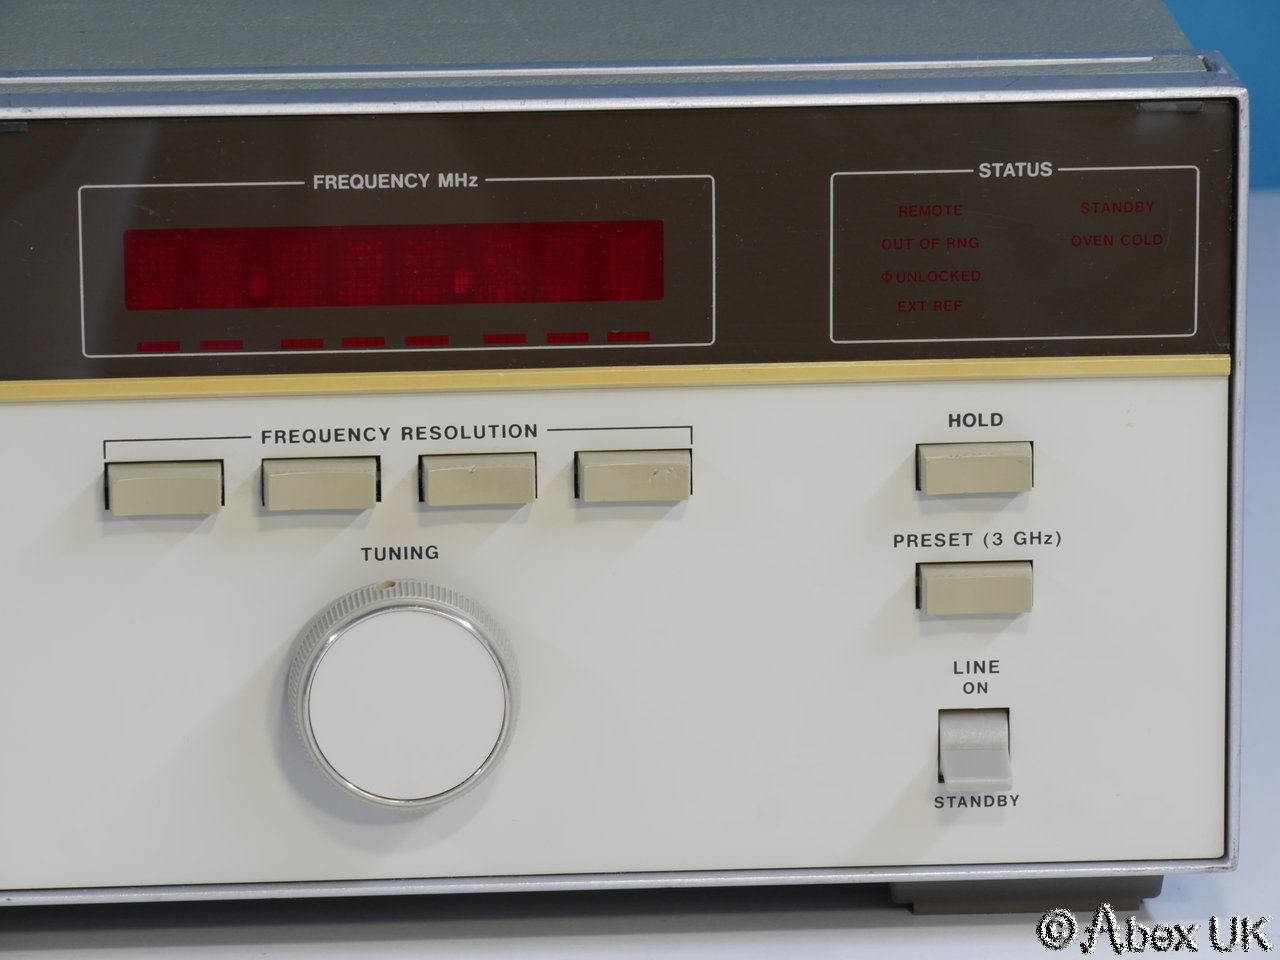 FREQUENCY MHz
STATUS
REMOTE
STANDBY
OUT OF RNG
OVEN COLD
ΦUNLOCKED
EXT REF
FREQUENCY RESOLUTION
HOLD
PRESET (3 GHz)
TUNING
LINE
ON
STANDBY
© Abex UK